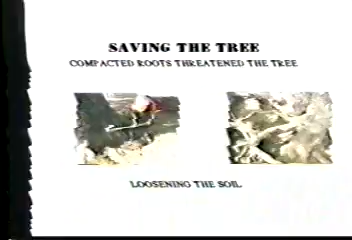 SAVING THE TREE
COMPACTED ROOTS THREATENED THE TREE
LOOSENING THE SOIL